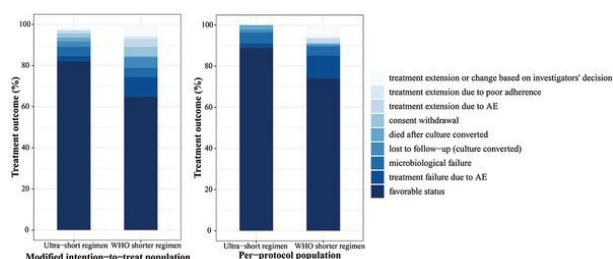 Treatment outcome (%)
100
80
60
40
20
0
Ultra-short regimen WHO shorter regimen
Modified intention-to-treat population
Treatment outcome (%)
100
80
60
40
20
0
Ultra-short regimen WHO shorter regimen
Per-protocol population
treatment extension or change based on investigators' decision
treatment extension due to poor adherence
treatment extension due to AE
consent withdrawal
died after culture converted
lost to follow-up (culture converted)
microbiological failure
treatment failure due to AE
favorable status